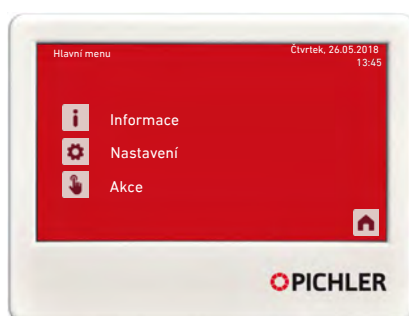 Hlavní menu
Čtvrtek, 26.05.2018
13:45
Informace
Nastavení
Akce
PICHLER